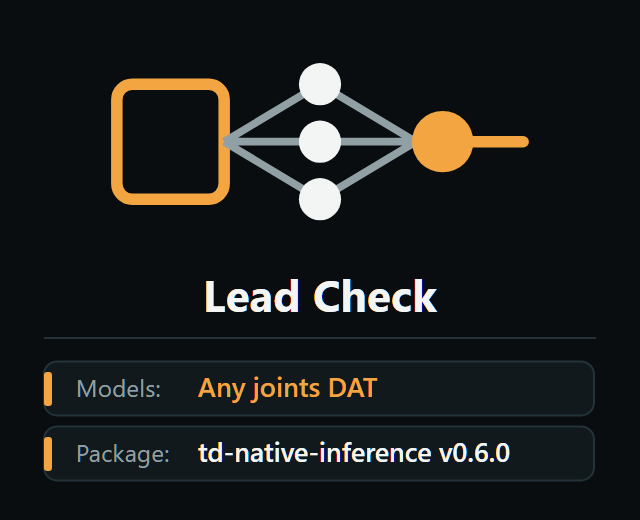 Lead Check
Models: Any joints DAT
Package: td-native-inference v0.6.0